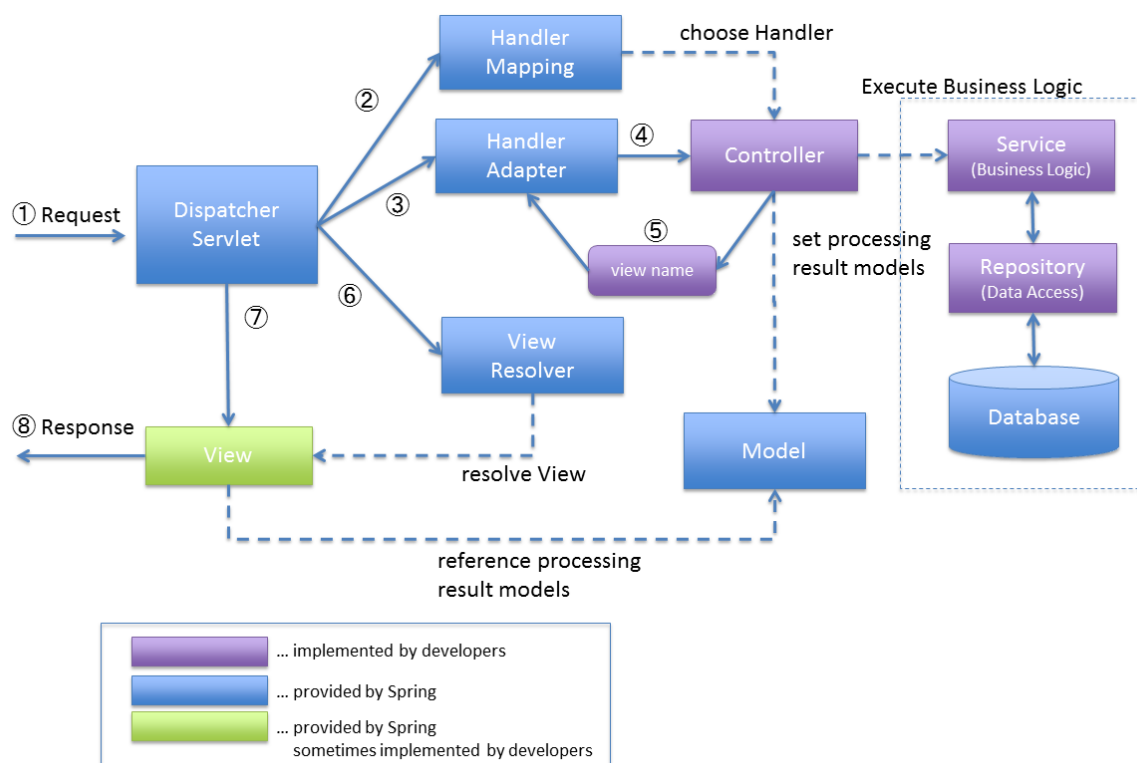 Handler
Mapping
choose Handler
②
Execute Business Logic
Handler
Adapter
④
Controller
Service
(Business Logic)
① Request
Dispatcher
Servlet
③
⑤
view name
set processing
result models
Repository
(Data Access)
⑥
⑦
View
Resolver
⑧ Response
View
resolve View
Model
Database
reference processing
result models
... implemented by developers
... provided by Spring
... provided by Spring
sometimes implemented by developers